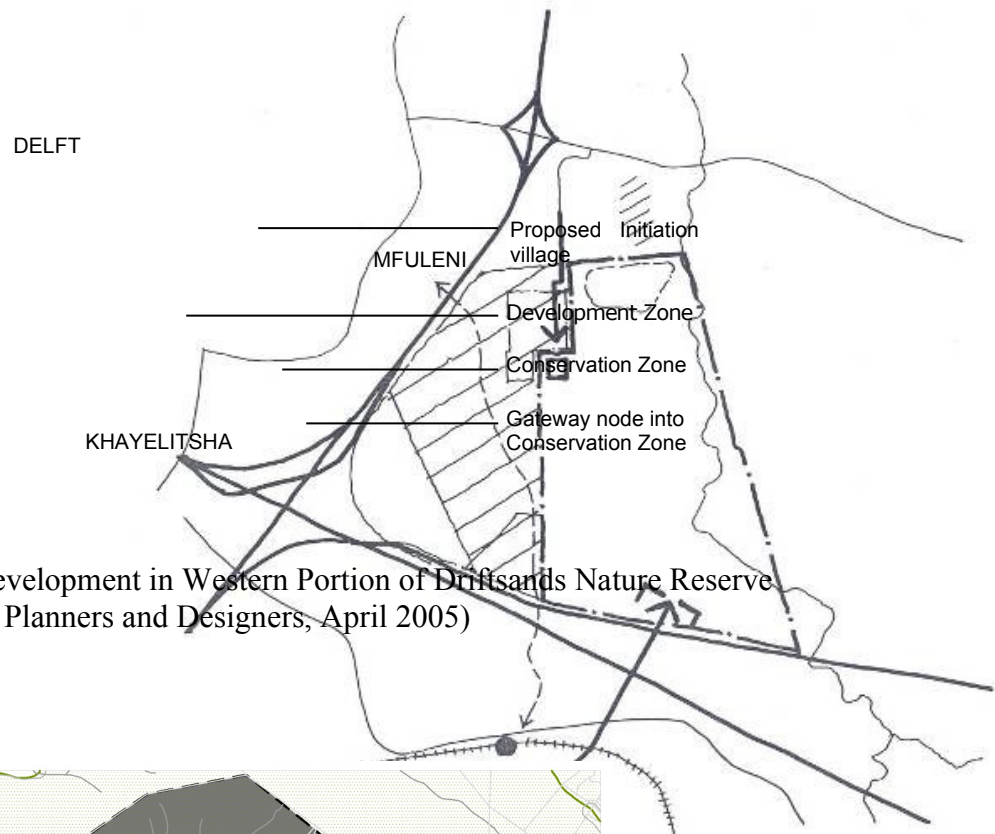 DELFT
Proposed Initiation
village
MFULENI
Development Zone
Conservation Zone
Gateway node into
Conservation Zone
KHAYELITSHA
evelopment in Western Portion of Driftsands Nature Reserve
Planners and Designers, April 2005)